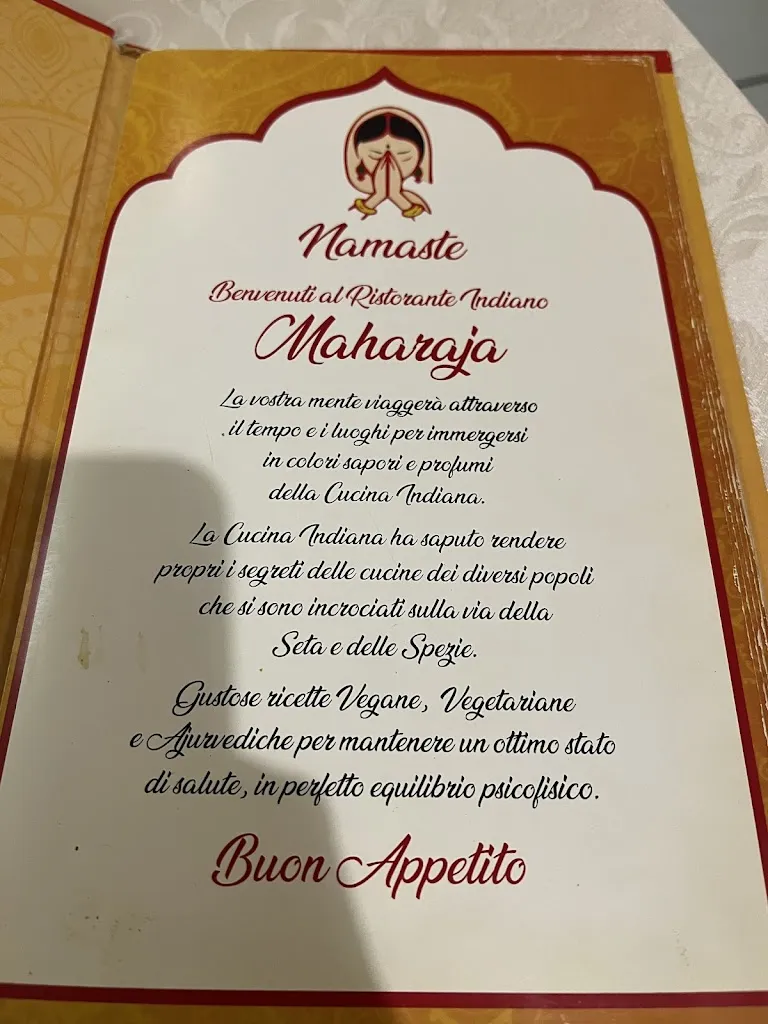 Namaste
Benvenuti al Ristorante Indiano
Maharaja
La vostra mente viaggerà attraverso
il tempo e i luoghi per immergersi
in colori sapori e profumi
della Cucina Indiana.
La Cucina Indiana ha saputo rendere
propri i segreti delle cucine dei diversi popoli
che si sono incrociati sulla via della
Seta e delle Spezie.
Gustose ricette Vegane, Vegetariane
e Ajurvediche per mantenere un ottimo stato
di salute, in perfetto equilibrio psicofisico.
Buon Appetito